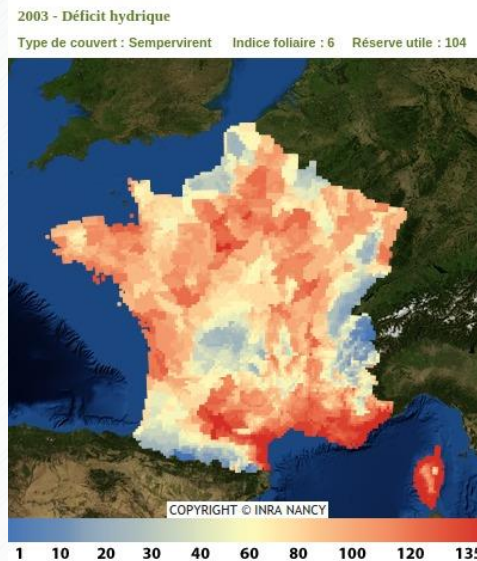 2003 - Déficit hydrique
Type de couvert : Sempervirent Indice foliaire : 6 Réserve utile : 104
COPYRIGHT © INRA NANCY
1 10 20 30 40 60 80 100 120 135